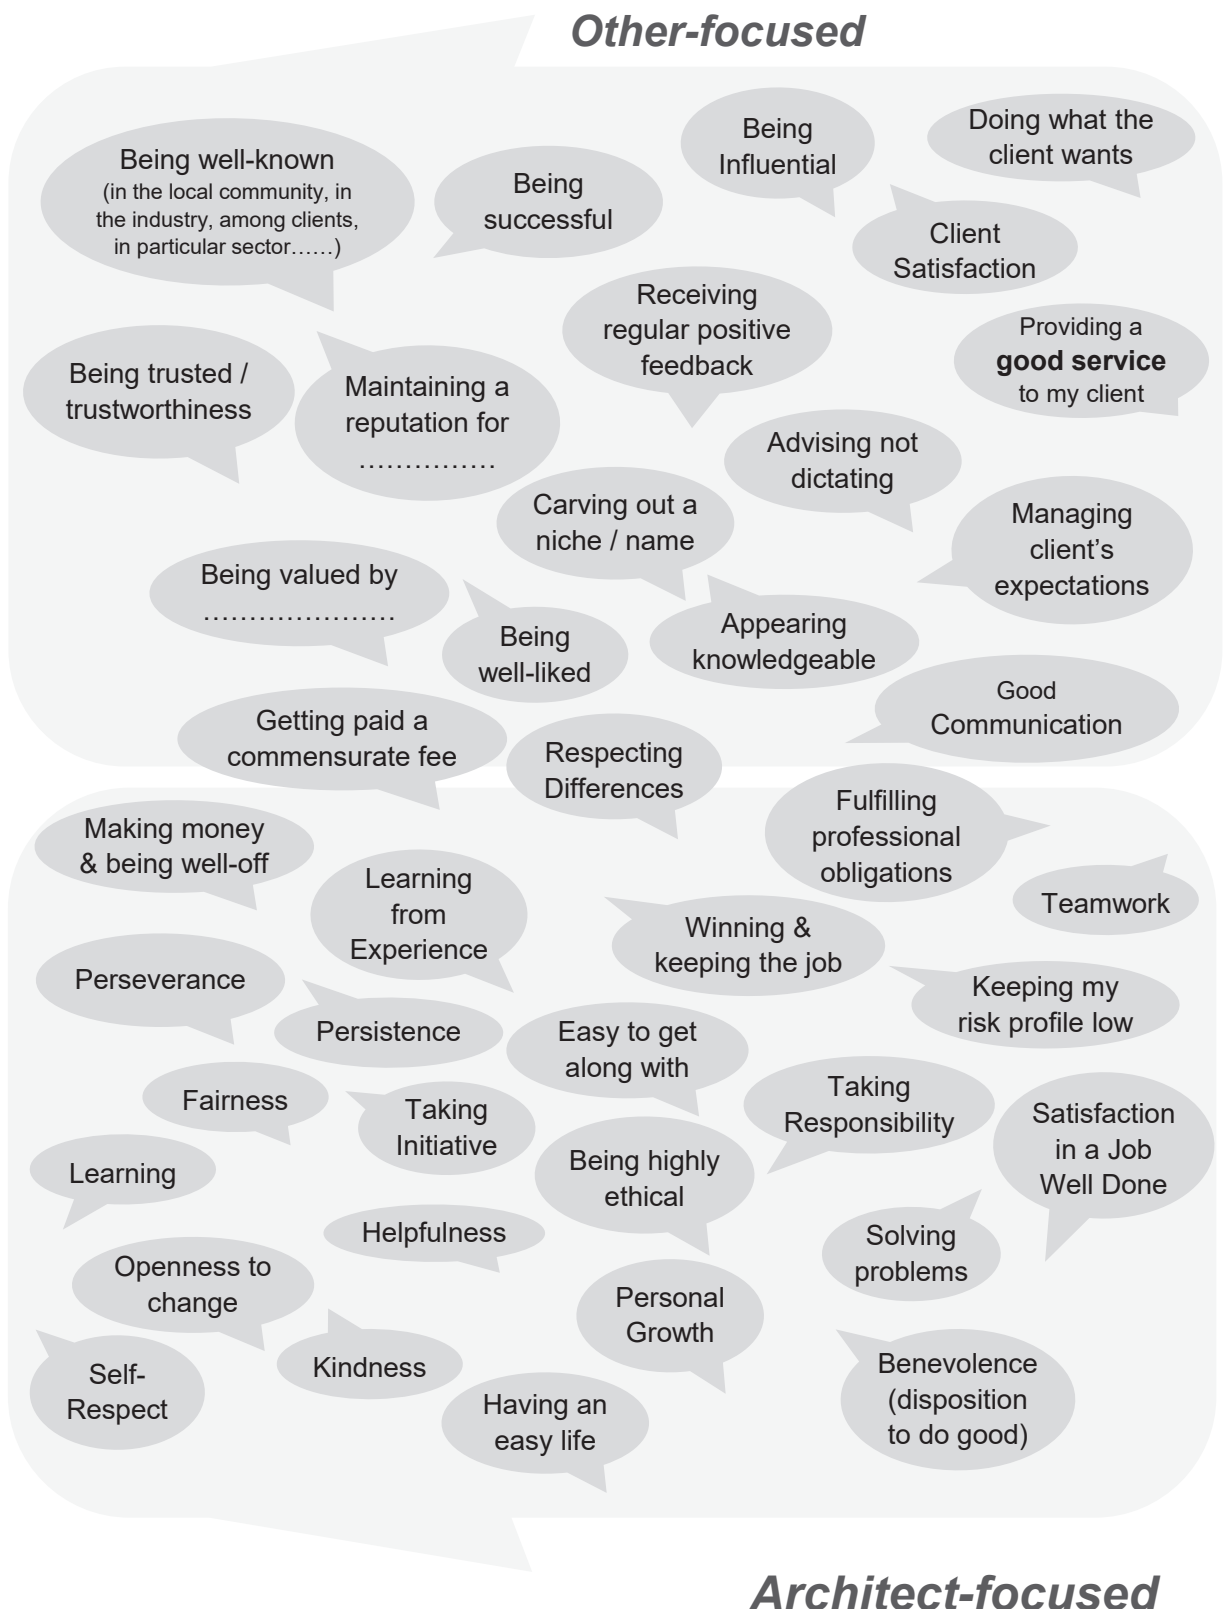 Other-focused
Being well-known
(in the local community, in
the industry, among clients,
in particular sector……)
Being
successful
Being
Influential
Doing what the
client wants
Client
Satisfaction
Receiving
regular positive
feedback
Providing a
good service
to my client
Being trusted /
trustworthiness
Maintaining a
reputation for
……………
Advising not
dictating
Carving out a
niche / name
Managing
client’s
expectations
Being valued by
…………………
Being
well-liked
Appearing
knowledgeable
Good
Communication
Getting paid a
commensurate fee
Respecting
Differences
Fulfilling
professional
obligations
Making money
& being well-off
Learning
from
Experience
Teamwork
Winning &
keeping the job
Perseverance
Keeping my
risk profile low
Persistence
Easy to get
along with
Fairness
Taking
Initiative
Taking
Responsibility
Satisfaction
in a Job
Well Done
Learning
Being highly
ethical
Helpfulness
Solving
problems
Openness to
change
Personal
Growth
Self-
Respect
Kindness
Having an
easy life
Benevolence
(disposition
to do good)
Architect-focused